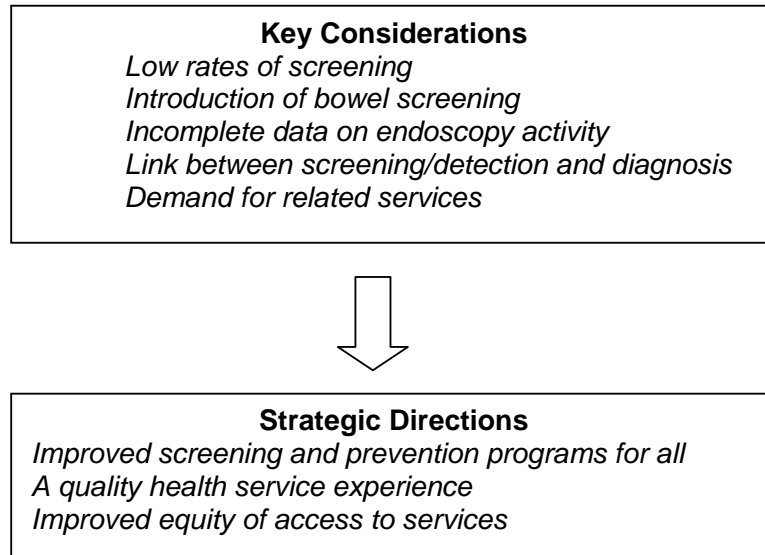 Key Considerations
Low rates of screening
Introduction of bowel screening
Incomplete data on endoscopy activity
Link between screening/detection and diagnosis
Demand for related services
Strategic Directions
Improved screening and prevention programs for all
A quality health service experience
Improved equity of access to services